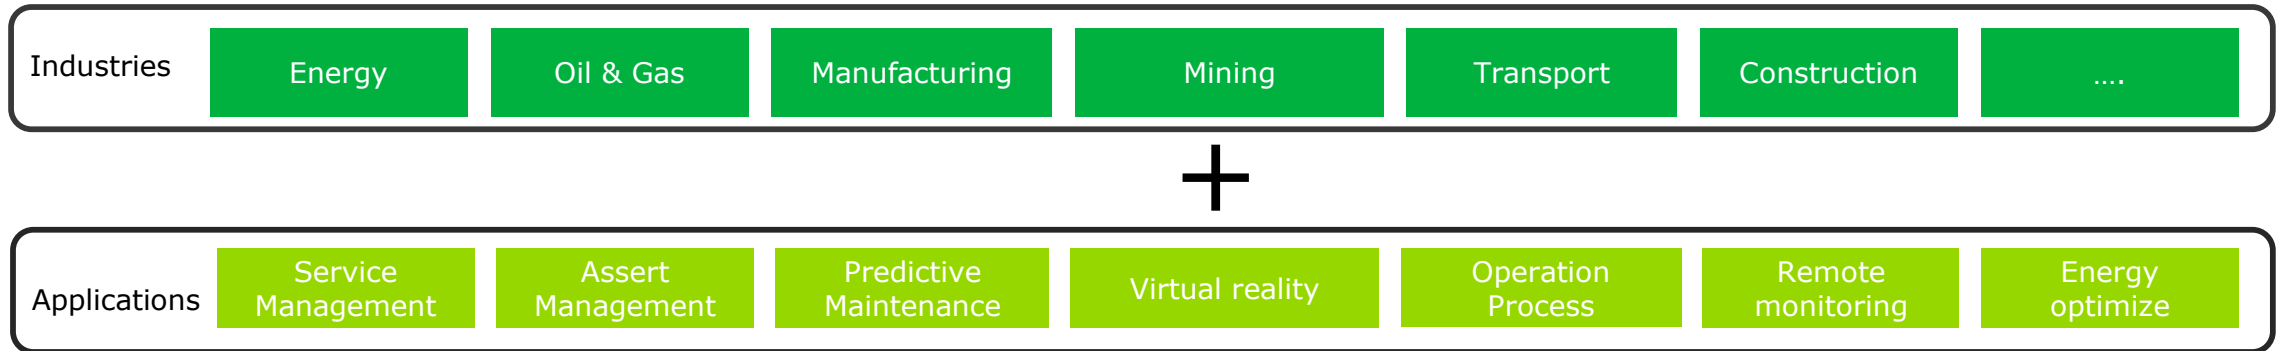 Industries
Energy
Oil & Gas
Manufacturing
Mining
Transport
Construction
....
+
Applications
Service
Management
Assert
Management
Predictive
Maintenance
Virtual reality
Operation
Process
Remote
monitoring
Energy
optimize